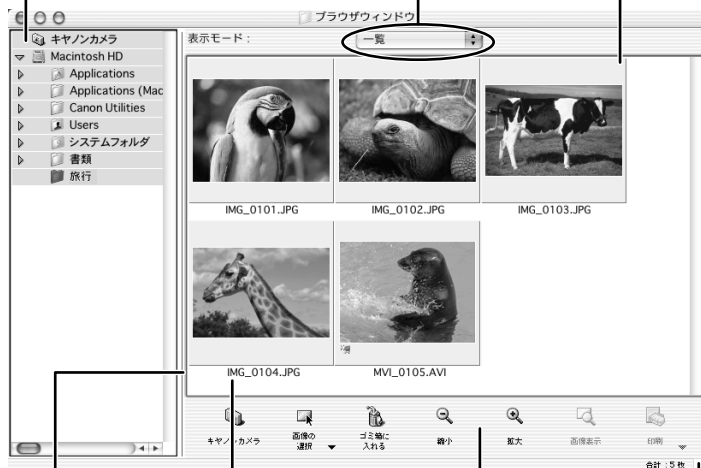 ブラウザウィンドウ
キヤノンカメラ
Macintosh HD
Applications
Applications (Mac
Canon Utilities
Users
システムフォルダ
書類
旅行
表示モード：
一覧
IMG_0101.JPG
IMG_0102.JPG
IMG_0103.JPG
IMG_0104.JPG
MVI_0105.AVI
キヤノンカメラ
画像の
選択
ゴミ箱に
入れる
縮小
拡大
画像表示
印刷
合計：5 枚